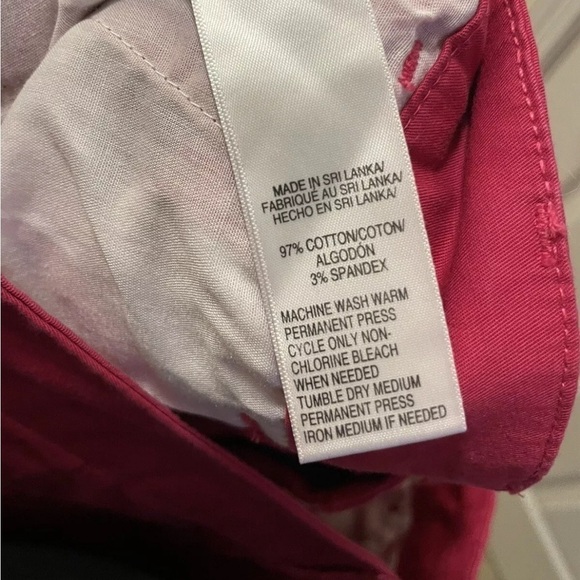 MADE IN SRI LANKA/
FABRIQUÉ AU SRI LANKA/
HECHO EN SRI LANKA/
97% COTTON/COTON/
ALGODÓN
3% SPANDEX
MACHINE WASH WARM
PERMANENT PRESS
CYCLE ONLY NON-
CHLORINE BLEACH
WHEN NEEDED
TUMBLE DRY MEDIUM
PERMANENT PRESS
IRON MEDIUM IF NEEDED